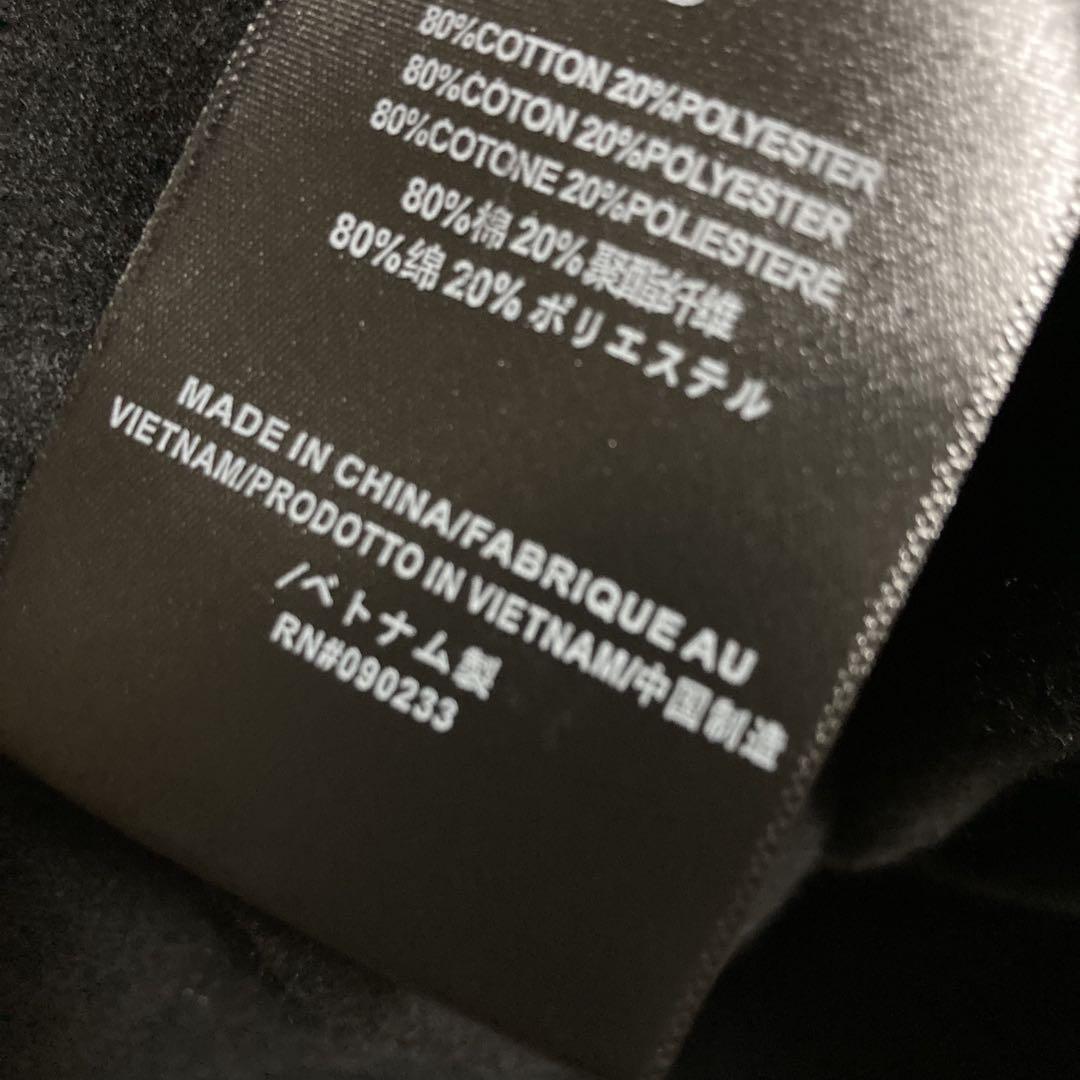 80%COTTON 20%POLYESTER
80%COTON 20%POLYESTER
80%COTONE 20%POLIESTERE
80%棉 20%聚酯纤维
80%绵 20% ポリエステル
MADE IN CHINA/FABRIQUE AU
VIETNAM/PRODOTTO IN VIETNAM/中国制造
/ベトナム製
RN#090233